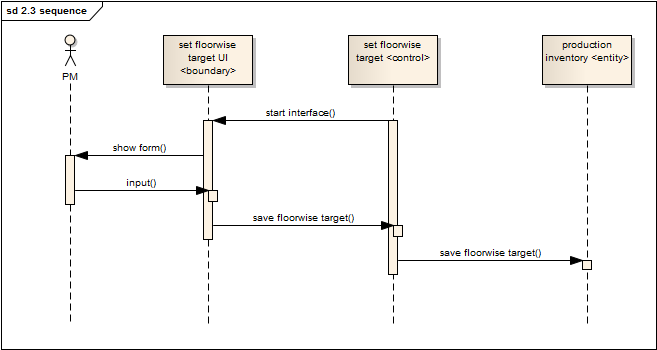 sd 2.3 sequence
PM
set floorwise
target UI
<boundary>
set floorwise
target <control>
production
inventory <entity>
start interface()
show form()
input()
save floorwise target()
save floorwise target()